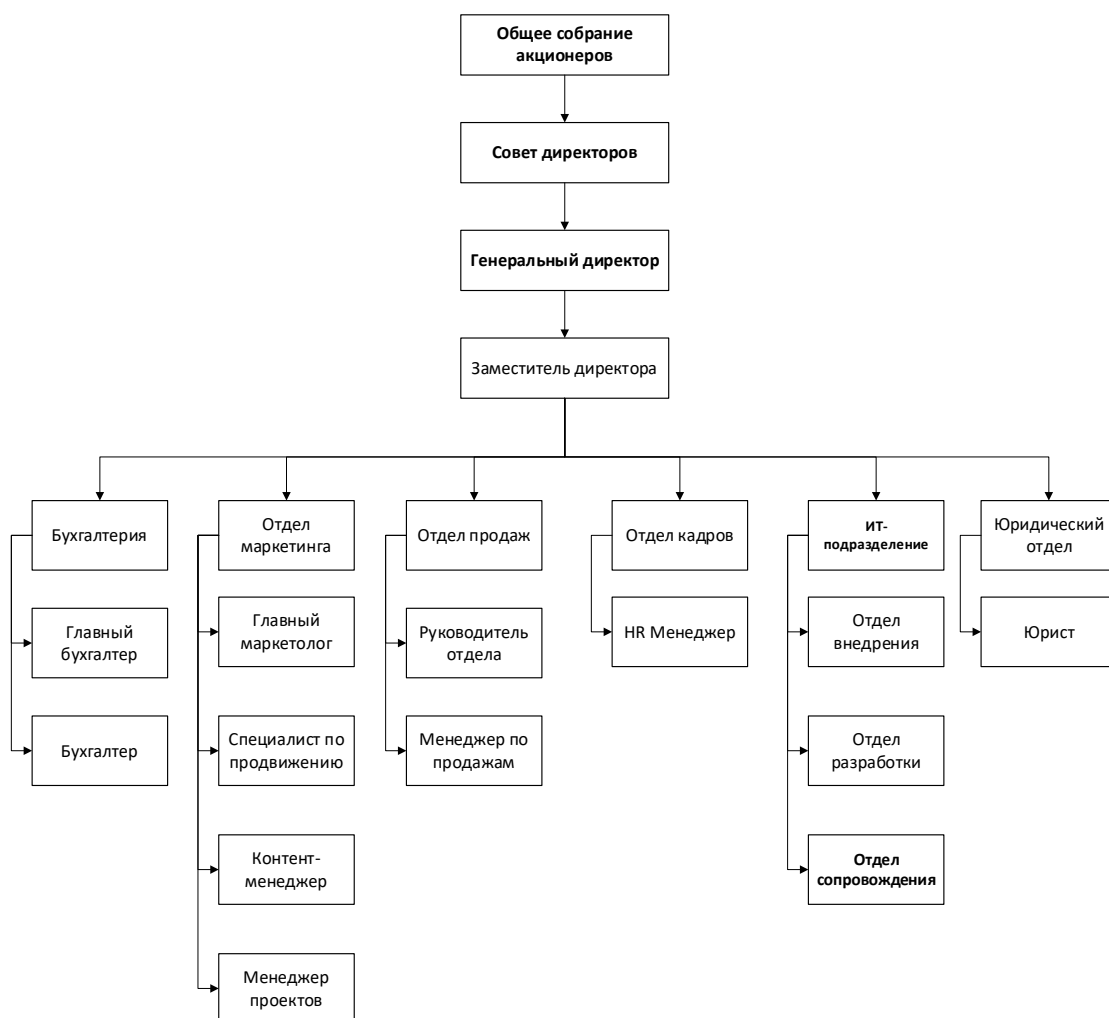 Общее собрание
акционеров
Совет директоров
Генеральный директор
Заместитель директора
Бухгалтерия
Отдел
маркетинга
Отдел продаж
Отдел кадров
ИТ-
подразделение
Юридический
отдел
Главный
бухгалтер
Главный
маркетолог
Руководитель
отдела
HR Менеджер
Отдел
внедрения
Юрист
Бухгалтер
Специалист по
продвижению
Менеджер по
продажам
Отдел
разработки
Контент-
менеджер
Отдел
сопровождения
Менеджер
проектов